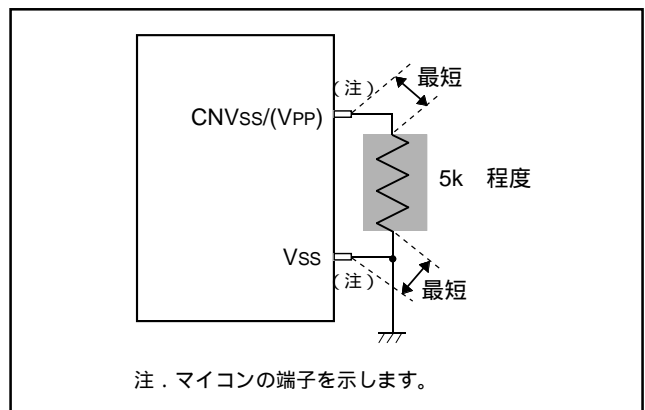 (注)
最短
CNVSS/(VPP)
5k 程度
VSS
(注)
最短
注．マイコンの端子を示します。